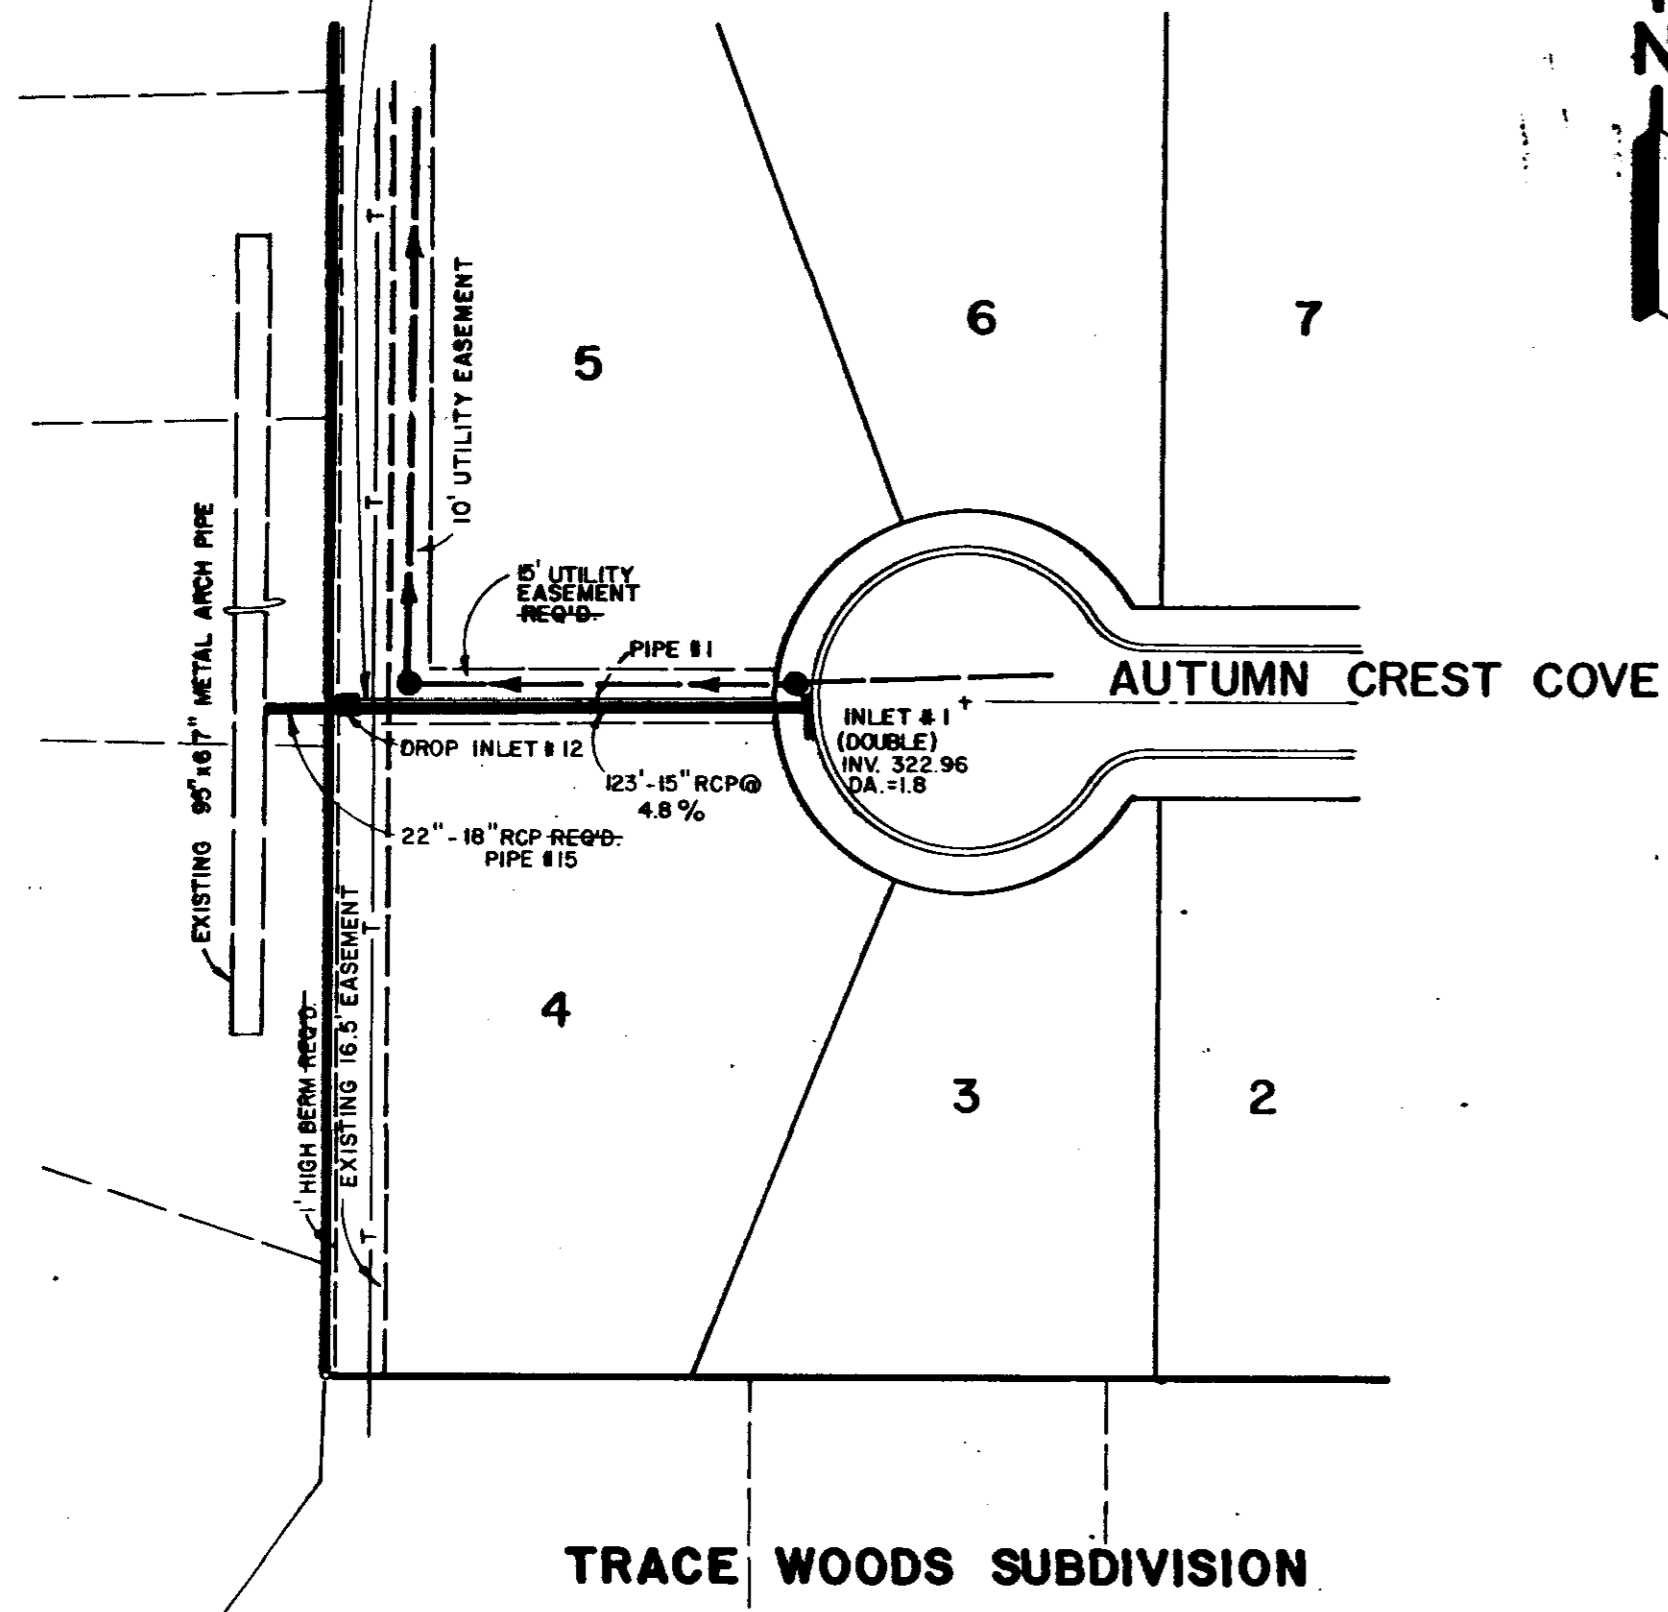 N
6
7
5
10' UTILITY EASEMENT
T
T
EXISTING 95"x67" METAL ARCH PIPE
15' UTILITY
EASEMENT
REQ'D.
PIPE #1
AUTUMN CREST COVE
INLET #1
(DOUBLE)
INV. 322.96
DA.=1.8
DROP INLET #12
123'-15" RCP@
4.8%
22"-18" RCP REQ'D.
PIPE #15
T
4
3
2
1' HIGH BERM REQ'D.
EXISTING 16.5' EASEMENT
T
TRACE WOODS SUBDIVISION